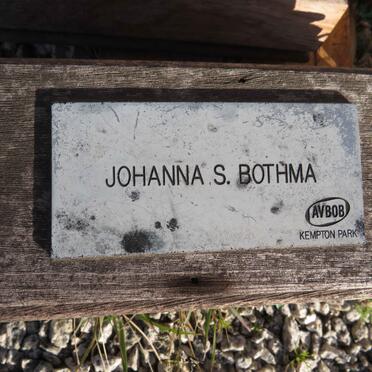 JOHANNA S. BOTHMA
AVBOB
KEMPTON PARK